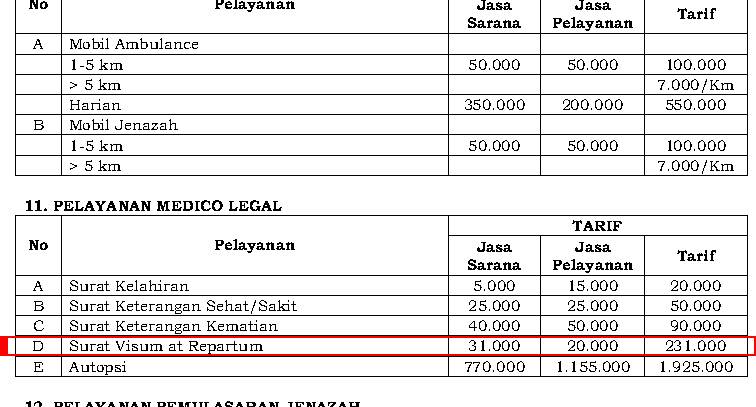 No Pelayanan Jasa Sarana Jasa Pelayanan Tarif
A Mobil Ambulance
1-5 km 50.000 50.000 100.000
> 5 km 7.000/Km
Harian 350.000 200.000 550.000
B Mobil Jenazah
1-5 km 50.000 50.000 100.000
> 5 km 7.000/Km
11. PELAYANAN MEDICO LEGAL
No Pelayanan TARIF
Jasa Sarana Jasa Pelayanan Tarif
A Surat Kelahiran 5.000 15.000 20.000
B Surat Keterangan Sehat/Sakit 25.000 25.000 50.000
C Surat Keterangan Kematian 40.000 50.000 90.000
D Surat Visum at Repartum 31.000 20.000 231.000
E Autopsi 770.000 1.155.000 1.925.000
12. PELAYANAN PEMULASARAN JENAZAH